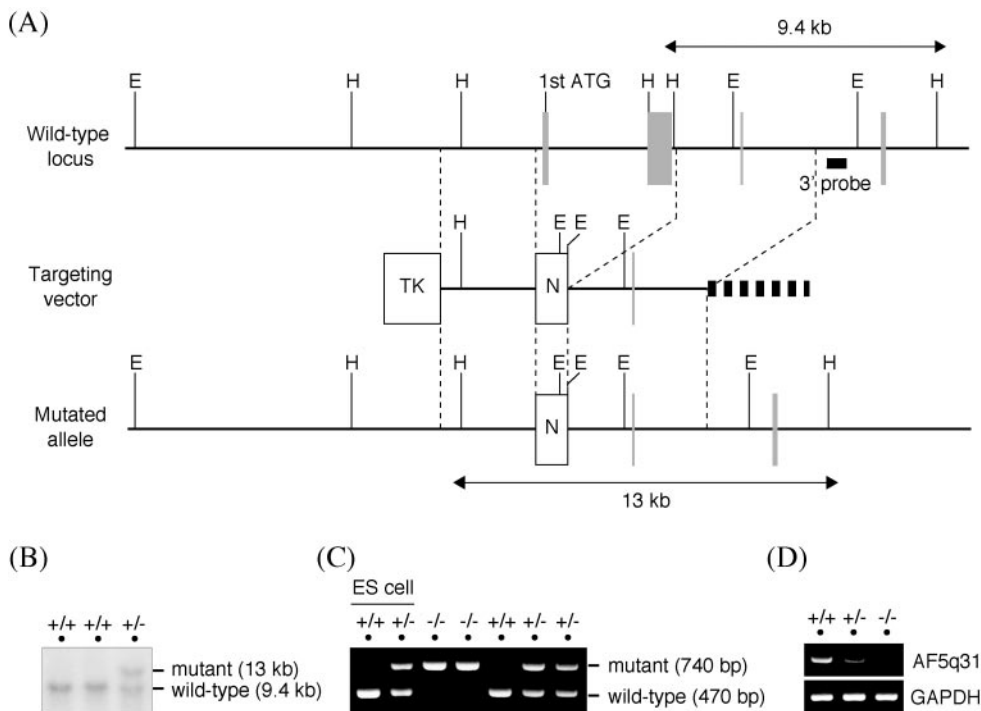 (A)
9.4 kb
E H H 1st ATG H H E E H
Wild-type
locus
3' probe
H E E E
TK N
Targeting
vector
E H H E E E E H
N
Mutated
allele
13 kb
(B)
+/+ +/+ +/-
mutant (13 kb)
wild-type (9.4 kb)
(C)
ES cell
+/+ +/- -/- -/- +/+ +/- +/-
mutant (740 bp)
wild-type (470 bp)
(D)
+/+ +/- -/-
AF5q31
GAPDH